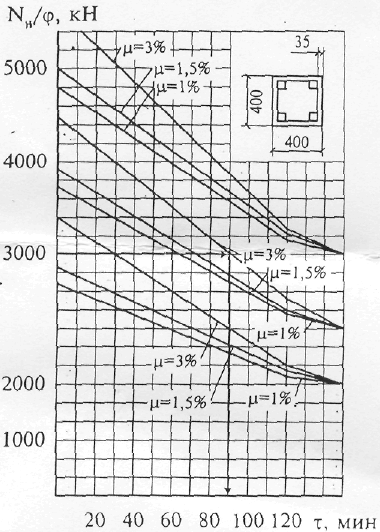 Nн/φ, кН
35
μ=3%
5000
μ=1,5%
μ=1%
400
400
4000
3000
μ=3%
μ=1,5%
μ=1%
μ=3%
2000
μ=1,5%
μ=1%
1000
20 40 60 80 100 120 τ, мин